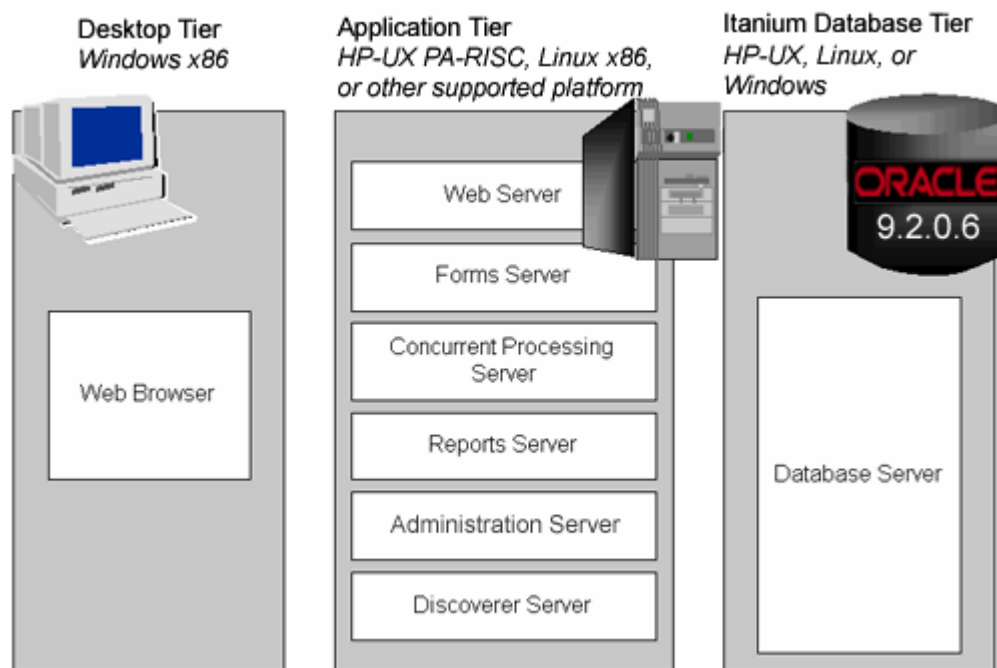 Desktop Tier
Windows x86
Web Browser
Application Tier
HP-UX PA-RISC, Linux x86,
or other supported platform
Web Server
Forms Server
Concurrent Processing
Server
Reports Server
Administration Server
Discoverer Server
Itanium Database Tier
HP-UX, Linux, or
Windows
ORACLE
9.2.0.6
Database Server